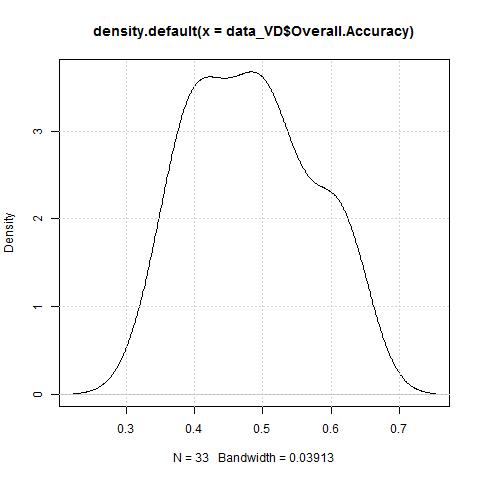 density.default(x = data_VD$Overall.Accuracy)
Density
3
2
1
0
0.3 0.4 0.5 0.6 0.7
N = 33 Bandwidth = 0.03913